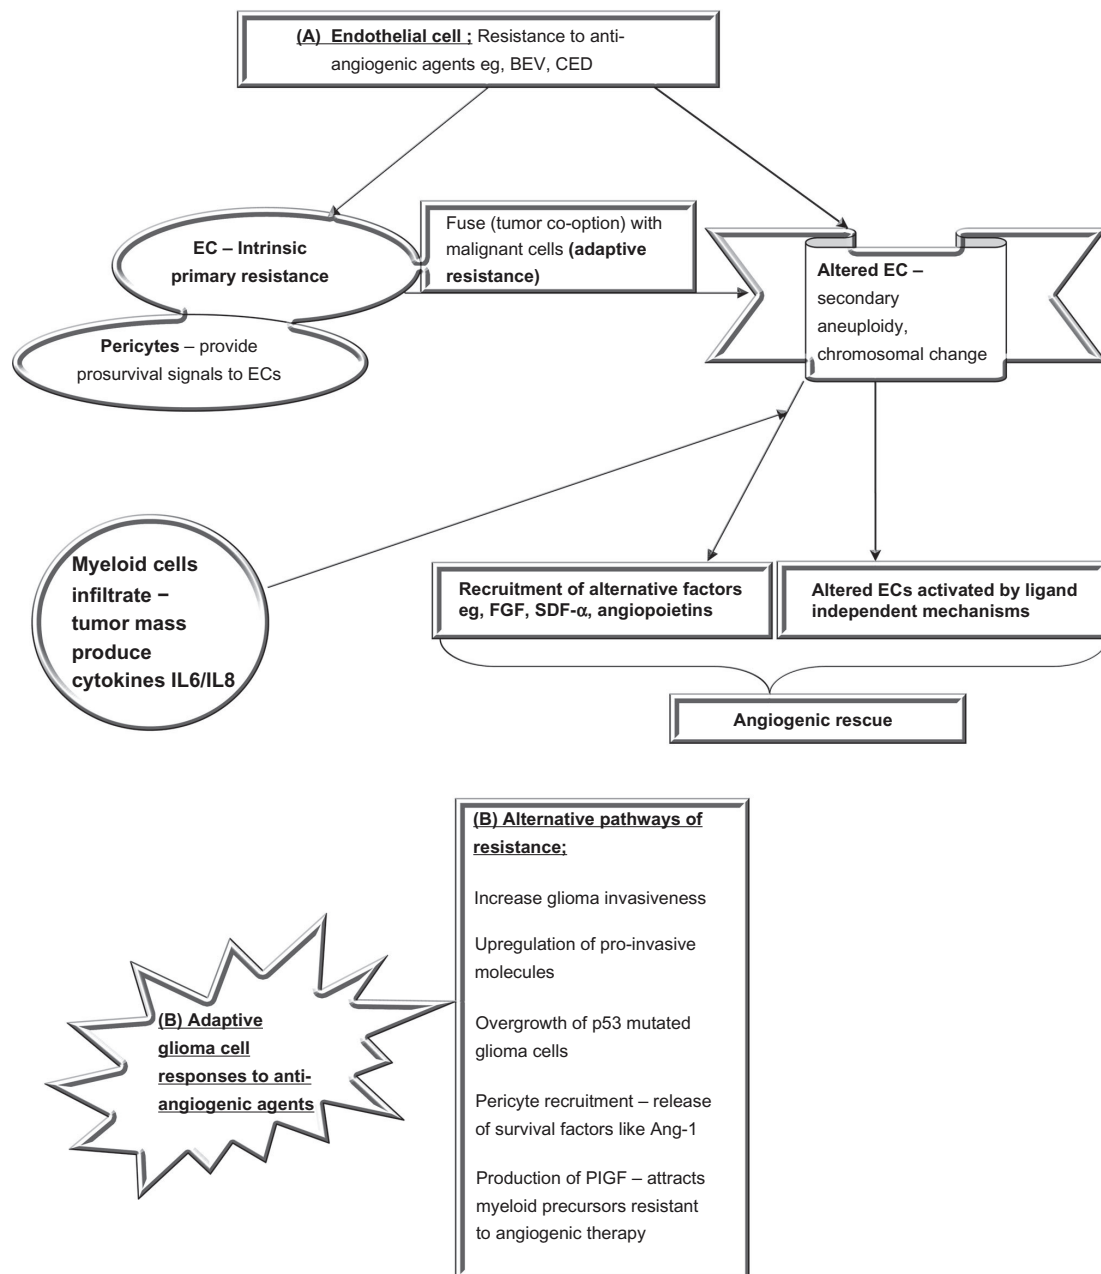 (A) Endothelial cell ; Resistance to anti-
angiogenic agents eg, BEV, CED
EC – Intrinsic
primary resistance
Fuse (tumor co-option) with
malignant cells (adaptive
resistance)
Altered EC –
secondary
aneuploidy,
chromosomal change
Pericytes – provide
prosurvival signals to ECs
Myeloid cells
infiltrate –
tumor mass
produce
cytokines IL6/IL8
Recruitment of alternative factors
eg, FGF, SDF-α, angiopoietins
Altered ECs activated by ligand
independent mechanisms
Angiogenic rescue
(B) Adaptive
glioma cell
responses to anti-
angiogenic agents
(B) Alternative pathways of
resistance;
Increase glioma invasiveness
Upregulation of pro-invasive
molecules
Overgrowth of p53 mutated
glioma cells
Pericyte recruitment – release
of survival factors like Ang-1
Production of PIGF – attracts
myeloid precursors resistant
to angiogenic therapy